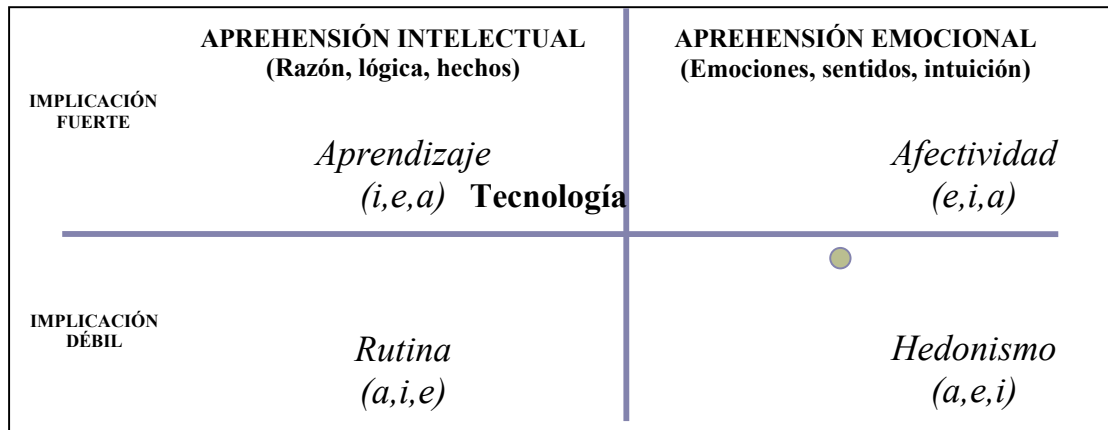 APREHENSIÓN INTELECTUAL
(Razón, lógica, hechos)
APREHENSIÓN EMOCIONAL
(Emociones, sentidos, intuición)
IMPLICACIÓN
FUERTE
Aprendizaje
(i,e,a) Tecnología
Afectividad
(e,i,a)
IMPLICACIÓN
DÉBIL
Rutina
(a,i,e)
Hedonismo
(a,e,i)